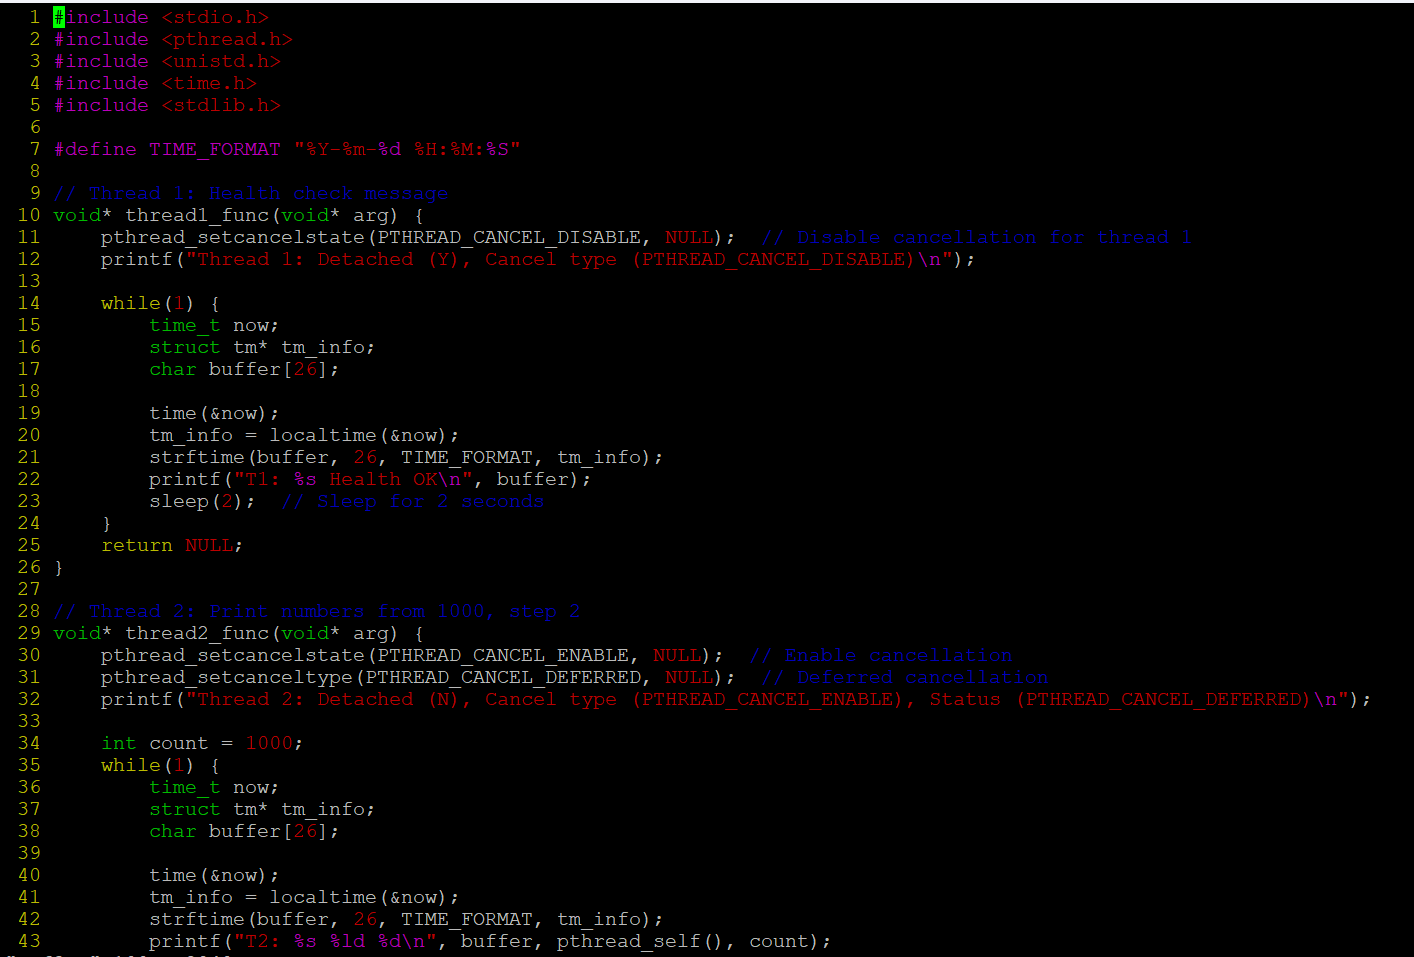 1 #include <stdio.h>
2 #include <pthread.h>
3 #include <unistd.h>
4 #include <time.h>
5 #include <stdlib.h>
6
7 #define TIME_FORMAT "%Y-%m-%d %H:%M:%S"
8
9 // Thread 1: Health check message
10 void* thread1_func(void* arg) {
11     pthread_setcancelstate(PTHREAD_CANCEL_DISABLE, NULL);  // Disable cancellation for thread 1
12     printf("Thread 1: Detached (Y), Cancel type (PTHREAD_CANCEL_DISABLE)\n");
13
14     while(1) {
15         time_t now;
16         struct tm* tm_info;
17         char buffer[26];
18
19         time(&now);
20         tm_info = localtime(&now);
21         strftime(buffer, 26, TIME_FORMAT, tm_info);
22         printf("T1: %s Health OK\n", buffer);
23         sleep(2);  // Sleep for 2 seconds
24     }
25     return NULL;
26 }
27
28 // Thread 2: Print numbers from 1000, step 2
29 void* thread2_func(void* arg) {
30     pthread_setcancelstate(PTHREAD_CANCEL_ENABLE, NULL);  // Enable cancellation
31     pthread_setcanceltype(PTHREAD_CANCEL_DEFERRED, NULL);  // Deferred cancellation
32     printf("Thread 2: Detached (N), Cancel type (PTHREAD_CANCEL_ENABLE), Status (PTHREAD_CANCEL_DEFERRED)\n");
33
34     int count = 1000;
35     while(1) {
36         time_t now;
37         struct tm* tm_info;
38         char buffer[26];
39
40         time(&now);
41         tm_info = localtime(&now);
42         strftime(buffer, 26, TIME_FORMAT, tm_info);
43         printf("T2: %s %ld %d\n", buffer, pthread_self(), count);